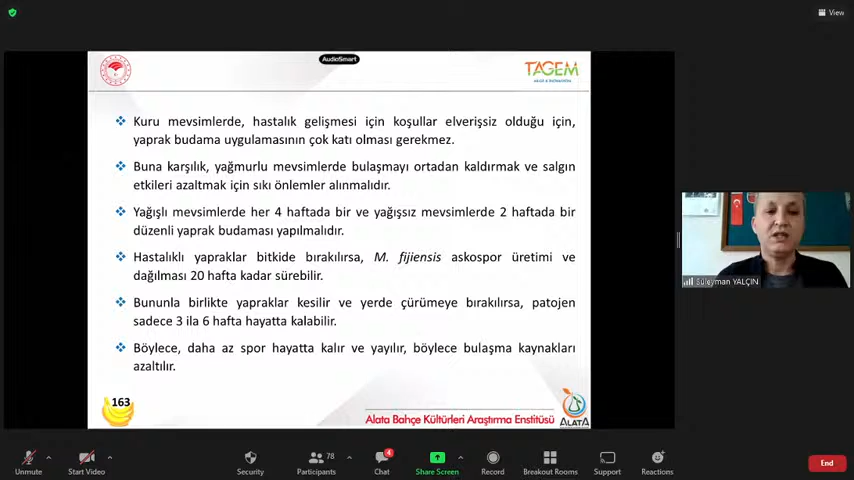 View
AudioSmart
TAGEM
Kuru mevsimlerde, hastalık gelişmesi için koşullar elverişsiz olduğu için,
yaprak budama uygulamasının çok katı olması gerekmez.
Buna karşılık, yağmurlu mevsimlerde bulaşmayı ortadan kaldırmak ve salgın
etkileri azaltmak için sıkı önlemler alınmalıdır.
Yağışlı mevsimlerde her 4 haftada bir ve yağışsız mevsimlerde 2 haftada bir
düzenli yaprak budaması yapılmalıdır.
Hastalıklı yapraklar bitkide bırakılırsa, M. fijiensis askospor üretimi ve
dağılması 20 hafta kadar sürebilir.
Bununla birlikte yapraklar kesilir ve yerde çürümeye bırakılırsa, patojen
sadece 3 ila 6 hafta hayatta kalabilir.
Böylece, daha az spor hayatta kalır ve yayılır, böylece bulaşma kaynakları
azaltılır.
163
Alata Bahçe Kültürleri Araştırma Enstitüsü
ALATA
Süleyman YALÇIN
Unmute
Start Video
Security
78
Participants
4
Chat
Share Screen
Record
Breakout Rooms
Support
Reactions
End